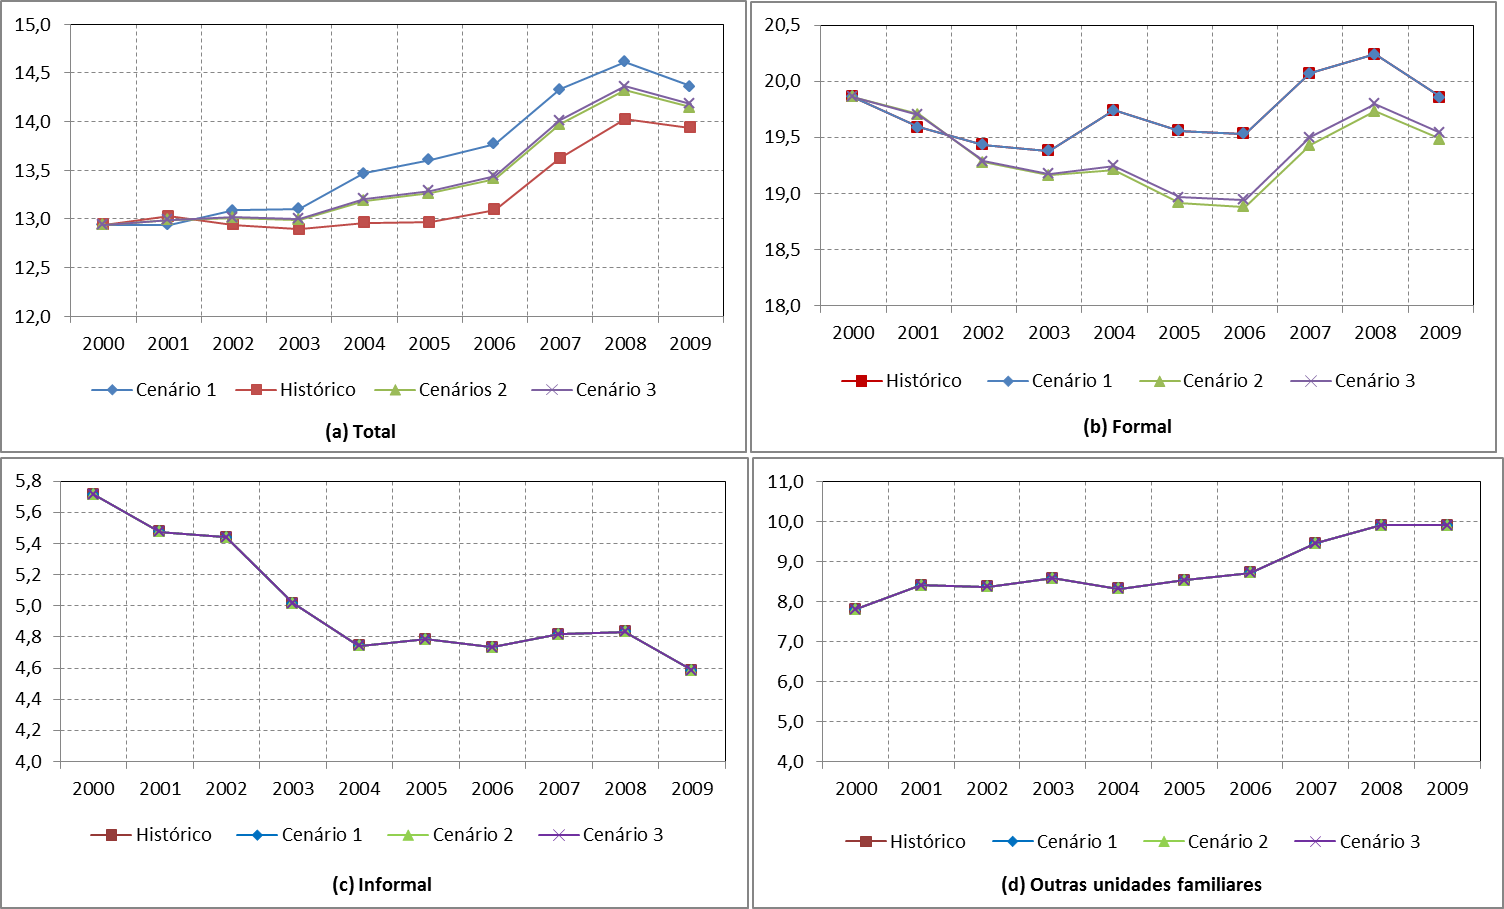 15,0
14,5
14,0
13,5
13,0
12,5
12,0
2000 2001 2002 2003 2004 2005 2006 2007 2008 2009
Cenário 1 Histórico Cenários 2 Cenário 3
(a) Total
20,5
20,0
19,5
19,0
18,5
18,0
2000 2001 2002 2003 2004 2005 2006 2007 2008 2009
Histórico Cenário 1 Cenário 2 Cenário 3
(b) Formal
5,8
5,6
5,4
5,2
5,0
4,8
4,6
4,4
4,2
4,0
2000 2001 2002 2003 2004 2005 2006 2007 2008 2009
Histórico Cenário 1 Cenário 2 Cenário 3
(c) Informal
11,0
10,0
9,0
8,0
7,0
6,0
5,0
4,0
2000 2001 2002 2003 2004 2005 2006 2007 2008 2009
Histórico Cenário 1 Cenário 2 Cenário 3
(d) Outras unidades familiares